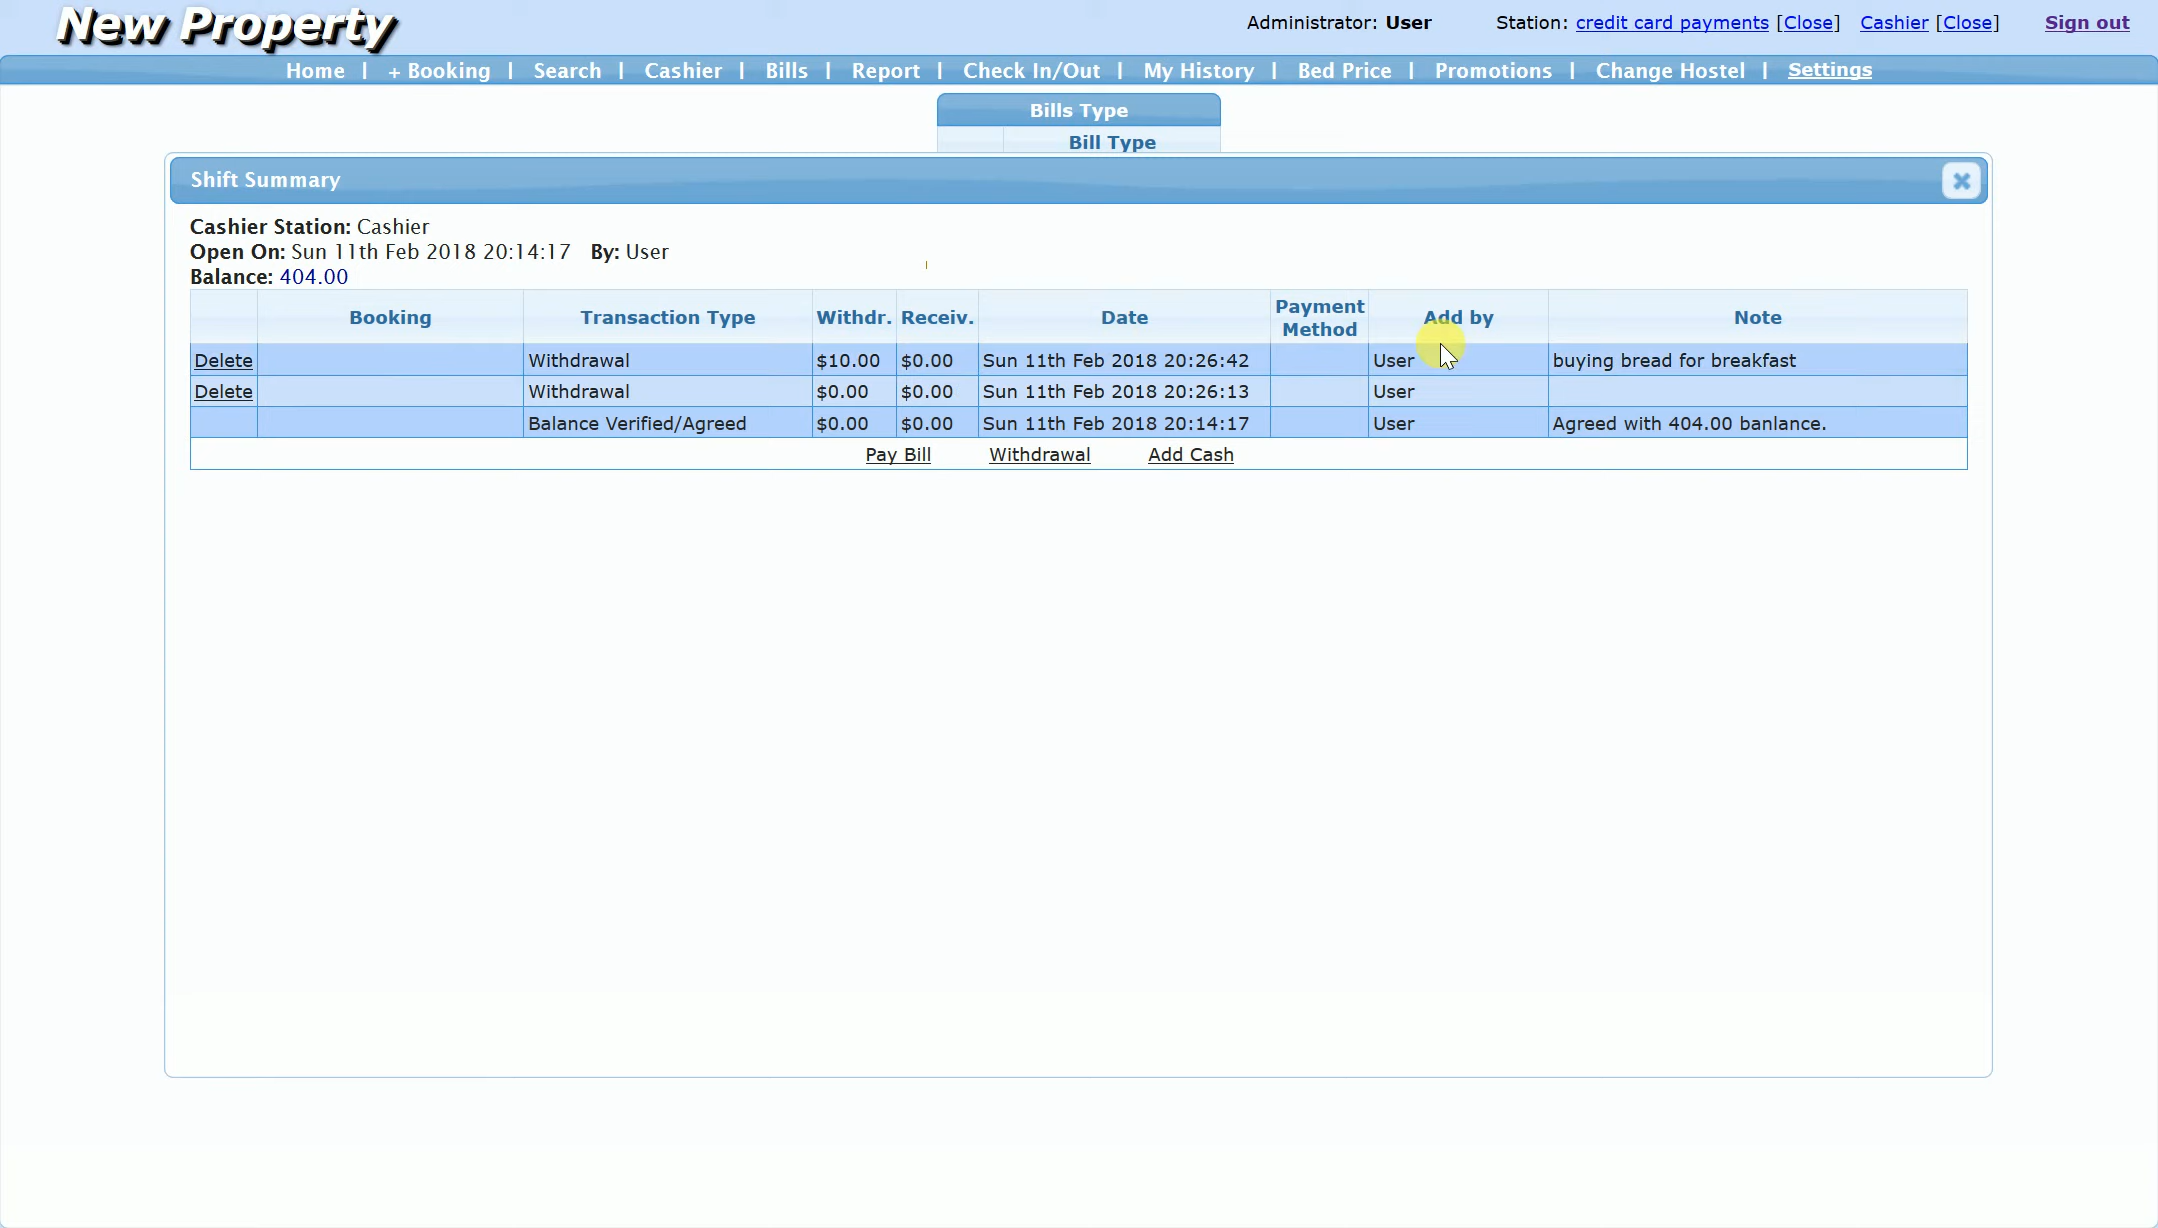 New Property
Administrator: User Station: credit card payments [Close] Cashier [Close] Sign out
Home | + Booking | Search | Cashier | Bills | Report | Check In/Out | My History | Bed Price | Promotions | Change Hostel | Settings
Bills Type
Bill Type
Shift Summary
Cashier Station: Cashier
Open On: Sun 11th Feb 2018 20:14:17 By: User
Balance: 404.00
Booking Transaction Type Withdr. Receiv. Date Payment Method Add by Note
Delete Withdrawal $10.00 $0.00 Sun 11th Feb 2018 20:26:42 User buying bread for breakfast
Delete Withdrawal $0.00 $0.00 Sun 11th Feb 2018 20:26:13 User
Balance Verified/Agreed $0.00 $0.00 Sun 11th Feb 2018 20:14:17 User Agreed with 404.00 banlance.
Pay Bill Withdrawal Add Cash